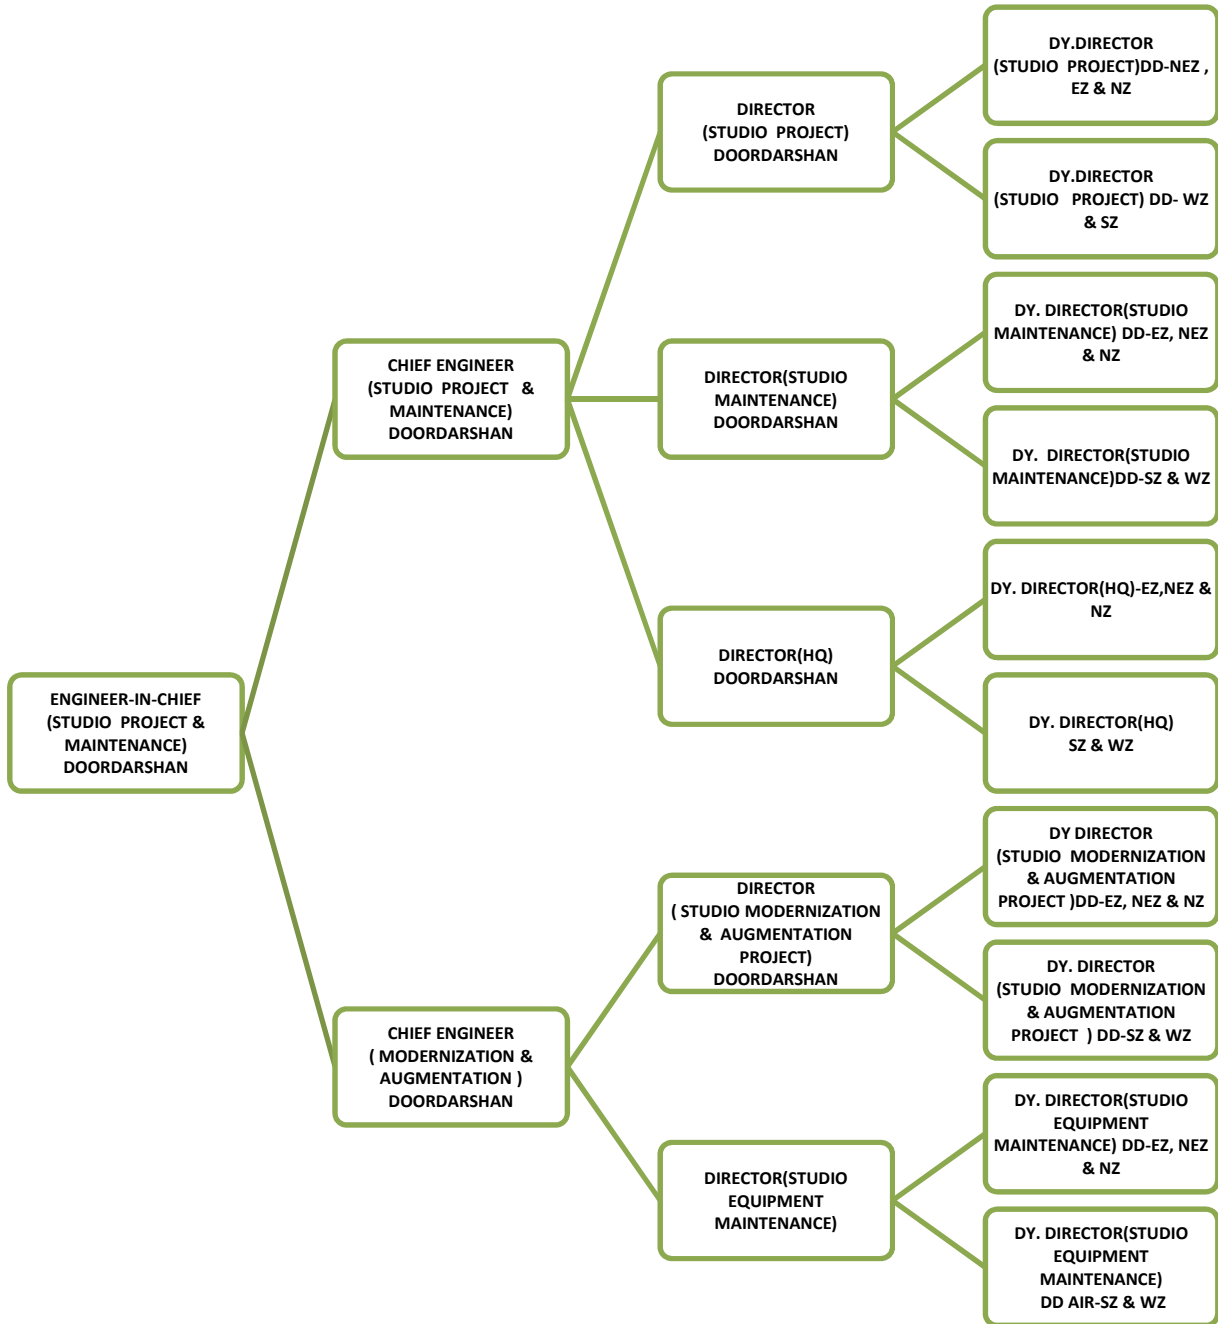 DY.DIRECTOR
(STUDIO PROJECT)DD-NEZ ,
EZ & NZ
DIRECTOR
(STUDIO PROJECT)
DOORDARSHAN
DY.DIRECTOR
(STUDIO PROJECT) DD- WZ
& SZ
DY. DIRECTOR(STUDIO
MAINTENANCE) DD-EZ, NEZ
& NZ
CHIEF ENGINEER
(STUDIO PROJECT &
MAINTENANCE)
DOORDARSHAN
DIRECTOR(STUDIO
MAINTENANCE)
DOORDARSHAN
DY. DIRECTOR(STUDIO
MAINTENANCE)DD-SZ & WZ
DY. DIRECTOR(HQ)-EZ,NEZ &
NZ
DIRECTOR(HQ)
DOORDARSHAN
ENGINEER-IN-CHIEF
(STUDIO PROJECT &
MAINTENANCE)
DOORDARSHAN
DY. DIRECTOR(HQ)
SZ & WZ
DY DIRECTOR
(STUDIO MODERNIZATION
& AUGMENTATION
PROJECT )DD-EZ, NEZ & NZ
DIRECTOR
( STUDIO MODERNIZATION
& AUGMENTATION
PROJECT)
DOORDARSHAN
DY. DIRECTOR
(STUDIO MODERNIZATION
& AUGMENTATION
PROJECT ) DD-SZ & WZ
CHIEF ENGINEER
( MODERNIZATION &
AUGMENTATION )
DOORDARSHAN
DY. DIRECTOR(STUDIO
EQUIPMENT
MAINTENANCE) DD-EZ, NEZ
& NZ
DIRECTOR(STUDIO
EQUIPMENT
MAINTENANCE)
DY. DIRECTOR(STUDIO
EQUIPMENT
MAINTENANCE)
DD AIR-SZ & WZ